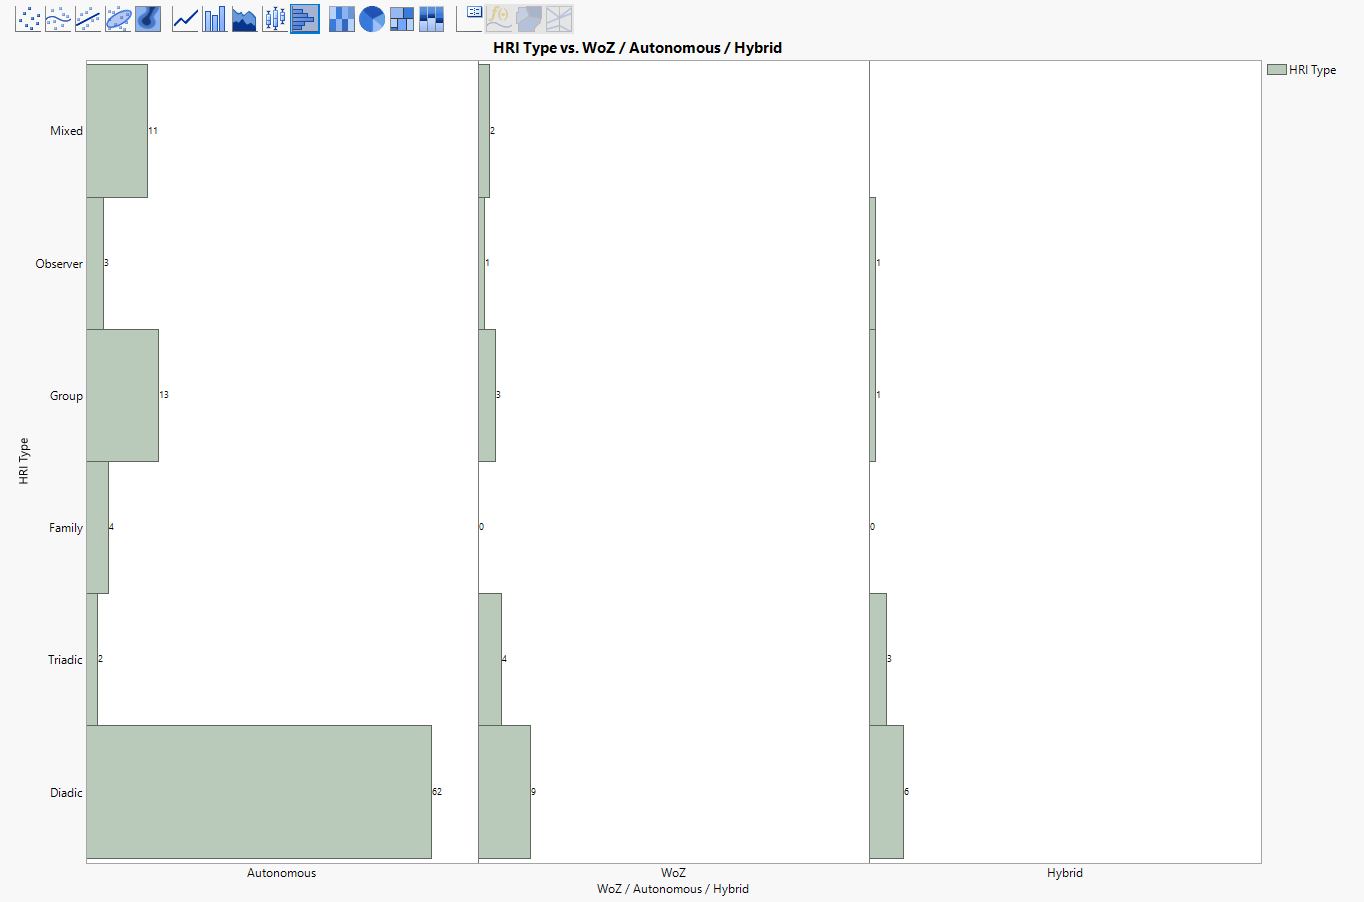 HRI Type vs. WoZ / Autonomous / Hybrid
HRI Type
Mixed 11 2
Observer 3 1 1
Group 13 3 1
HRI Type
Family 4 0 0
Triadic 2 4 3
Diadic 62 9 6
Autonomous WoZ Hybrid
WoZ / Autonomous / Hybrid